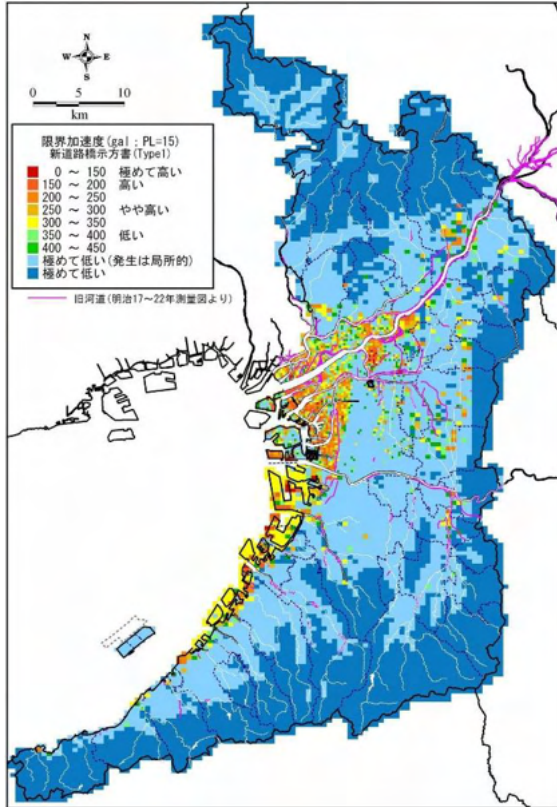 N
W E
S
0 5 10
km
限界加速度(gal : PL=15)
新道路橋示方書(Type1)
0 ～ 150 極めて高い
150 ～ 200 高い
200 ～ 250
250 ～ 300 やや高い
300 ～ 350
350 ～ 400 低い
400 ～ 450
極めて低い(発生は局所的)
極めて低い
旧河道(明治17～22年測量図より)